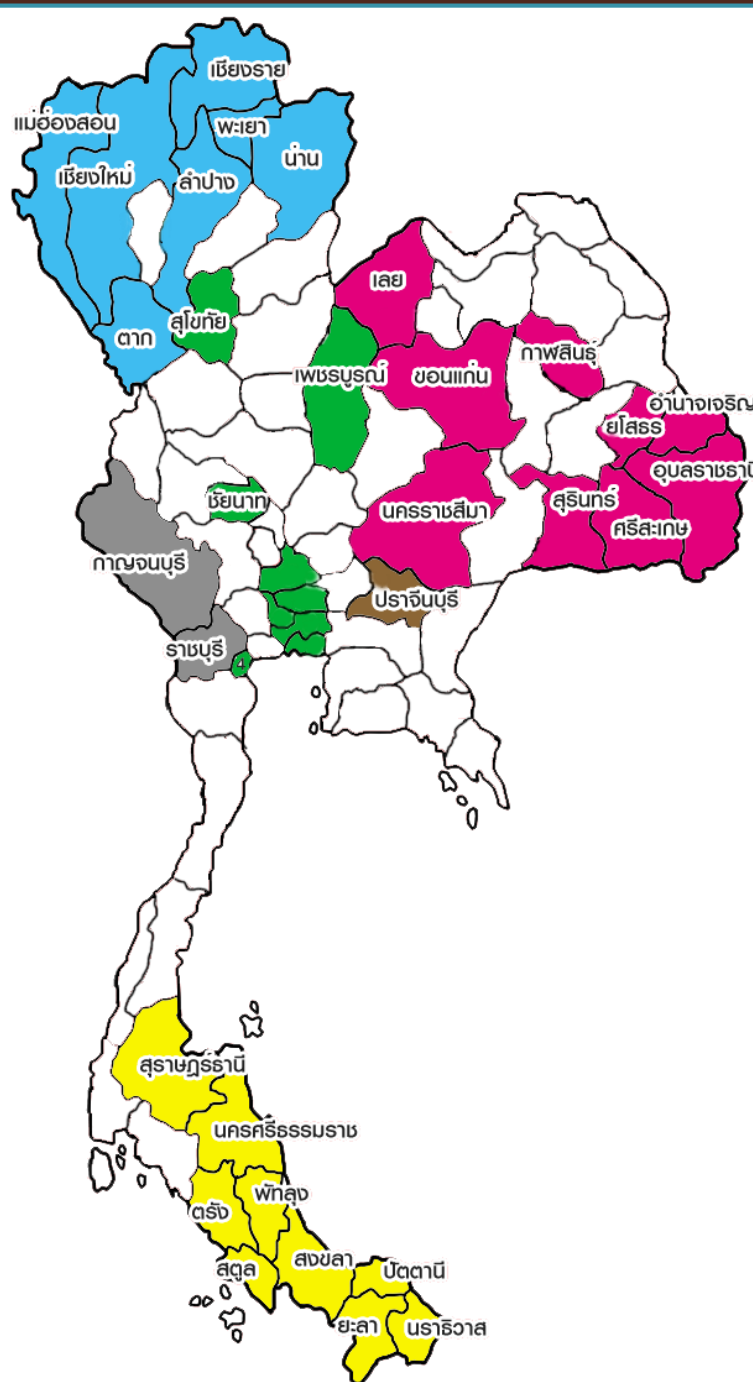 เชียงราย
แม่ฮ่องสอน
พะเยา
น่าน
เชียงใหม่
ลำปาง
เลย
สุโขทัย
ตาก
กาฬสินธุ์
เพชรบูรณ์
ขอนแก่น
อำนาจเจริญ
ยโสธร
อุบลราชธานี
ชัยนาท
นครราชสีมา
สุรินทร์
ศรีสะเกษ
กาญจนบุรี
ปราจีนบุรี
ราชบุรี
4
สุราษฎร์ธานี
นครศรีธรรมราช
พัทลุง
ตรัง
สงขลา
สตูล
ปัตตานี
ยะลา
นราธิวาส